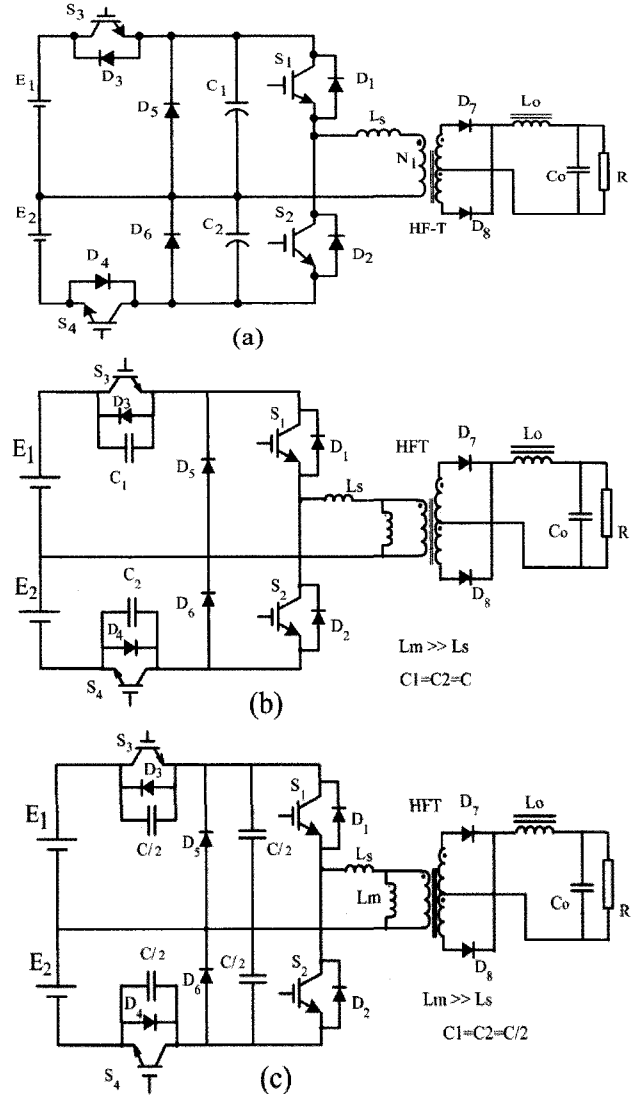 S3
D3
E1
D5
C1
S1
D1
Ls
N1
D7
Lo
Co
R
E2
D6
C2
S2
D2
HF-T
D8
D4
S4
(a)
S3
D3
C1
E1
D5
S1
D1
Ls
HFT
D7
Lo
Co
R
E2
C2
D4
D6
S2
D2
D8
S4
Lm >> Ls
C1=C2=C
(b)
S3
D3
C/2
E1
D5
C/2
S1
D1
Ls
Lm
HFT
D7
Lo
Co
R
E2
C/2
D4
D6
C/2
S2
D2
D8
S4
Lm >> Ls
C1=C2=C/2
(c)